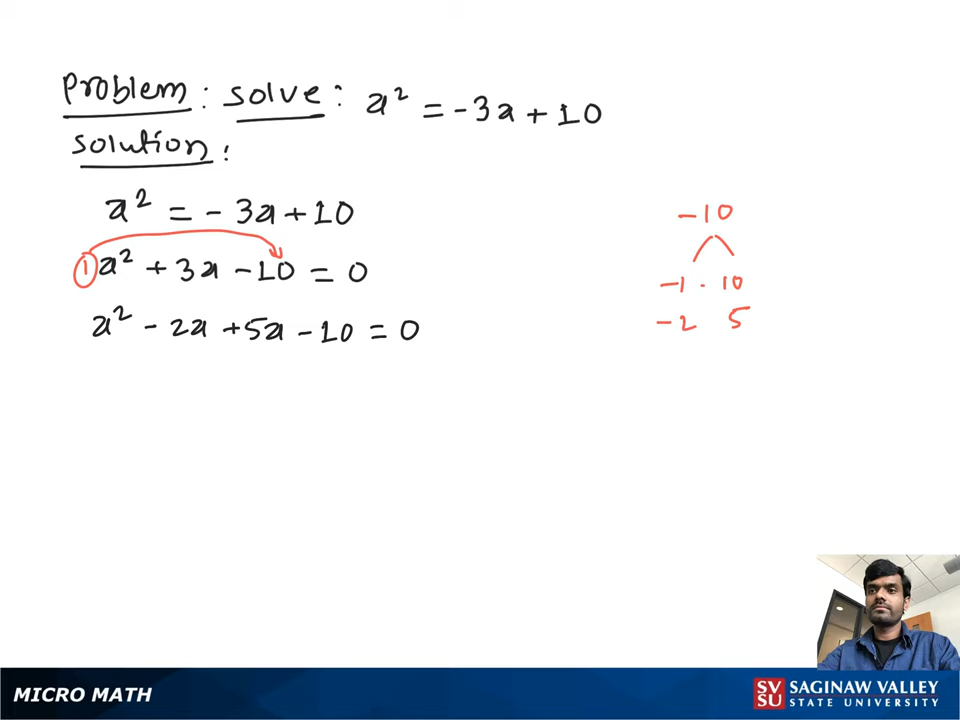 Problem: solve: a² = -3a + 10
solution:
a² = - 3a + 10
1a² + 3a - 10 = 0
a² - 2a + 5a - 10 = 0
-10
-1 . 10
-2 5
MICRO MATH
SV
SU
SAGINAW VALLEY
STATE UNIVERSITY